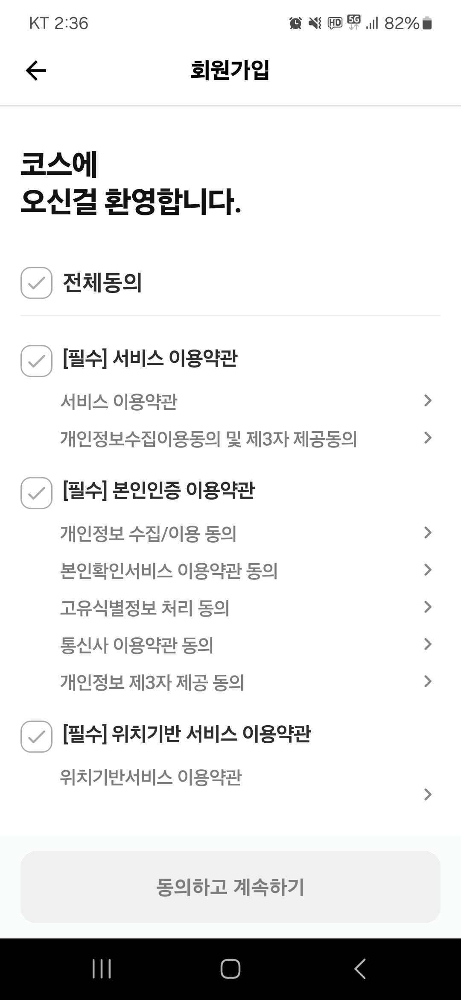 KT 2:36
HD 5G 82%
회원가입
코스에
오신걸 환영합니다.
전체동의
[필수] 서비스 이용약관
서비스 이용약관
개인정보수집이용동의 및 제3자 제공동의
[필수] 본인인증 이용약관
개인정보 수집/이용 동의
본인확인서비스 이용약관 동의
고유식별정보 처리 동의
통신사 이용약관 동의
개인정보 제3자 제공 동의
[필수] 위치기반 서비스 이용약관
위치기반서비스 이용약관
동의하고 계속하기